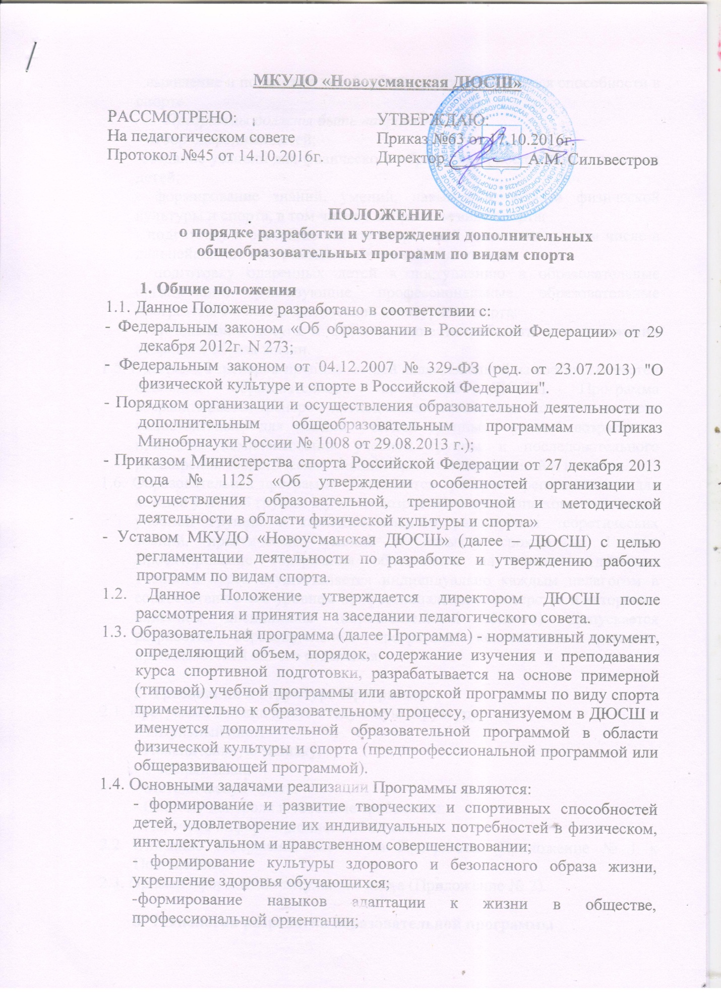 МКУДО «Новоусманская ДЮСШ»
РАССМОТРЕНО:
На педагогическом совете
Протокол №45 от 14.10.2016г.
УТВЕРЖДАЮ:
Приказ №63 от 17.10.2016г.
Директор__________А.М. Сильвестров
ПОЛОЖЕНИЕ
о порядке разработки и утверждения дополнительных
общеобразовательных программ по видам спорта
1. Общие положения
1.1. Данное Положение разработано в соответствии с:
- Федеральным законом «Об образовании в Российской Федерации» от 29
декабря 2012г. N 273;
- Федеральным законом от 04.12.2007 № 329-ФЗ (ред. от 23.07.2013) "О
физической культуре и спорте в Российской Федерации".
- Порядком организации и осуществления образовательной деятельности по
дополнительным общеобразовательным программам (Приказ
Минобрнауки России № 1008 от 29.08.2013 г.);
- Приказом Министерства спорта Российской Федерации от 27 декабря 2013
года № 1125 «Об утверждении особенностей организации и
осуществления образовательной, тренировочной и методической
деятельности в области физической культуры и спорта»
- Уставом МКУДО «Новоусманская ДЮСШ» (далее – ДЮСШ) с целью
регламентации деятельности по разработке и утверждению рабочих
программ по видам спорта.
1.2. Данное Положение утверждается директором ДЮСШ после
рассмотрения и принятия на заседании педагогического совета.
1.3. Образовательная программа (далее Программа) - нормативный документ,
определяющий объем, порядок, содержание изучения и преподавания
курса спортивной подготовки, разрабатывается на основе примерной
(типовой) учебной программы или авторской программы по виду спорта
применительно к образовательному процессу, организуемом в ДЮСШ и
именуется дополнительной образовательной программой в области
физической культуры и спорта (предпрофессиональной программой или
общеразвивающей программой).
1.4. Основными задачами реализации Программы являются:
- формирование и развитие творческих и спортивных способностей
детей, удовлетворение их индивидуальных потребностей в физическом,
интеллектуальном и нравственном совершенствовании;
- формирование культуры здорового и безопасного образа жизни,
укрепление здоровья обучающихся;
-формирование навыков адаптации к жизни в обществе,
профессиональной ориентации;